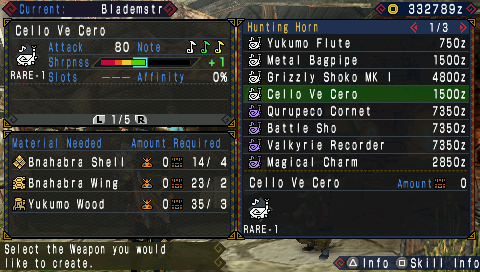 Current: Blademstr
332789z
Cello Ve Cero
Attack 80 Note
Shrpnss +1
RARE-1 Slots --- Affinity 0%
L 1/5 R
Material Needed Amount Required
Bnahabra Shell 0 14/ 4
Bnahabra Wing 0 23/ 2
Yukumo Wood 0 35/ 3
Hunting Horn 1/3
Yukumo Flute 750z
Metal Bagpipe 1500z
Grizzly Shoko MK I 4800z
Cello Ve Cero 1500z
Qurupeco Cornet 7350z
Battle Sho 7350z
Valkyrie Recorder 7350z
Magical Charm 2850z
Cello Ve Cero Amount 0
RARE-1
Select the Weapon you would
like to create.
Info Skill Info